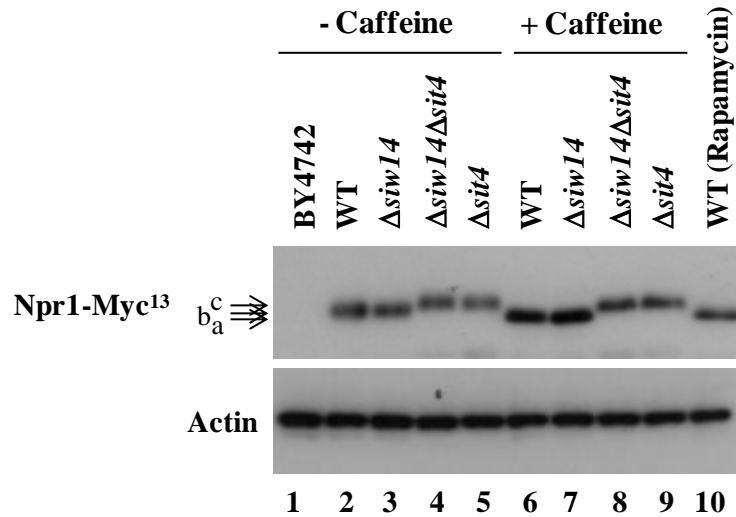 - Caffeine + Caffeine
BY4742
WT
Δsiw14
Δsiw14Δsit4
Δsit4
WT
Δsiw14
Δsiw14Δsit4
Δsit4
WT (Rapamycin)
Npr1-Myc¹³
c
b
a
Actin
1 2 3 4 5 6 7 8 9 10